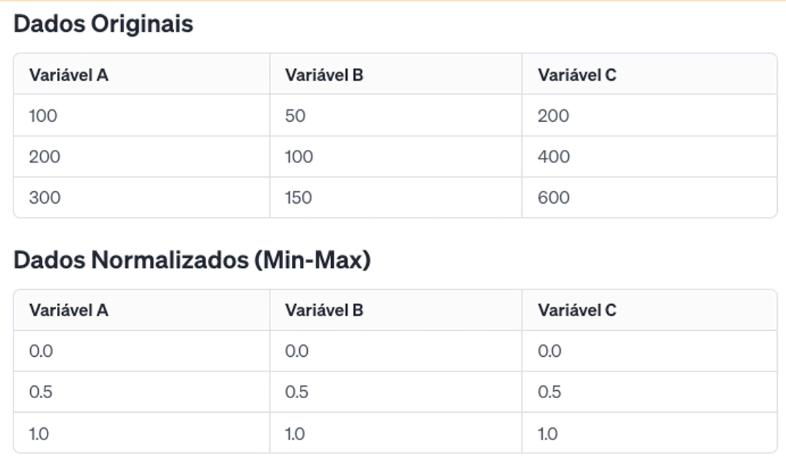 Dados Originais
Variável A Variável B Variável C
100 50 200
200 100 400
300 150 600
Dados Normalizados (Min-Max)
Variável A Variável B Variável C
0.0 0.0 0.0
0.5 0.5 0.5
1.0 1.0 1.0